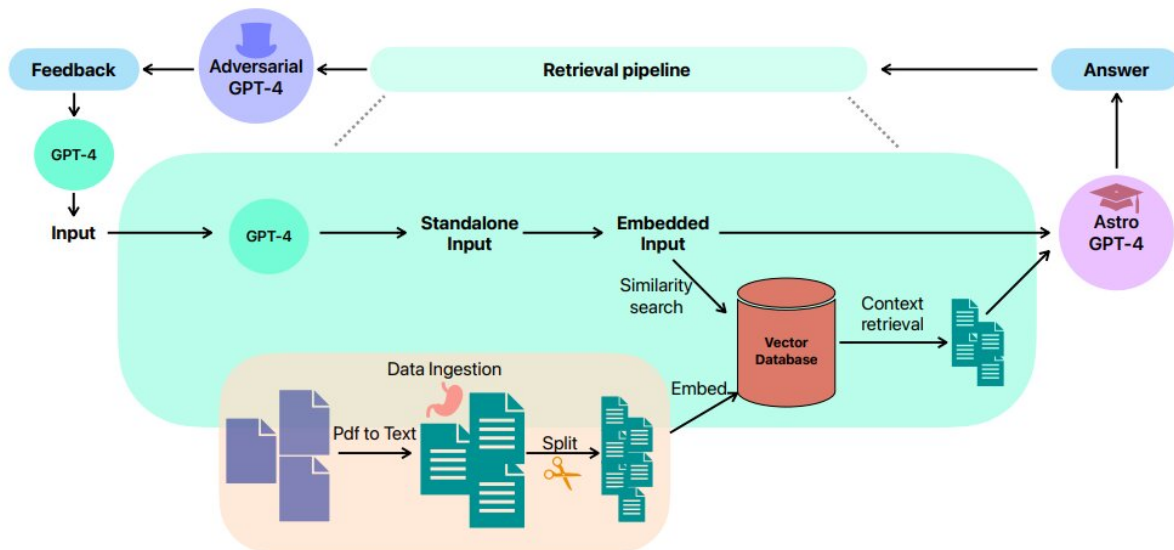 Feedback
Adversarial
GPT-4
Retrieval pipeline
Answer
GPT-4
Input
GPT-4
Standalone
Input
Embedded
Input
Astro
GPT-4
Similarity
search
Vector
Database
Context
retrieval
Data Ingestion
Pdf to Text
Split
Embed